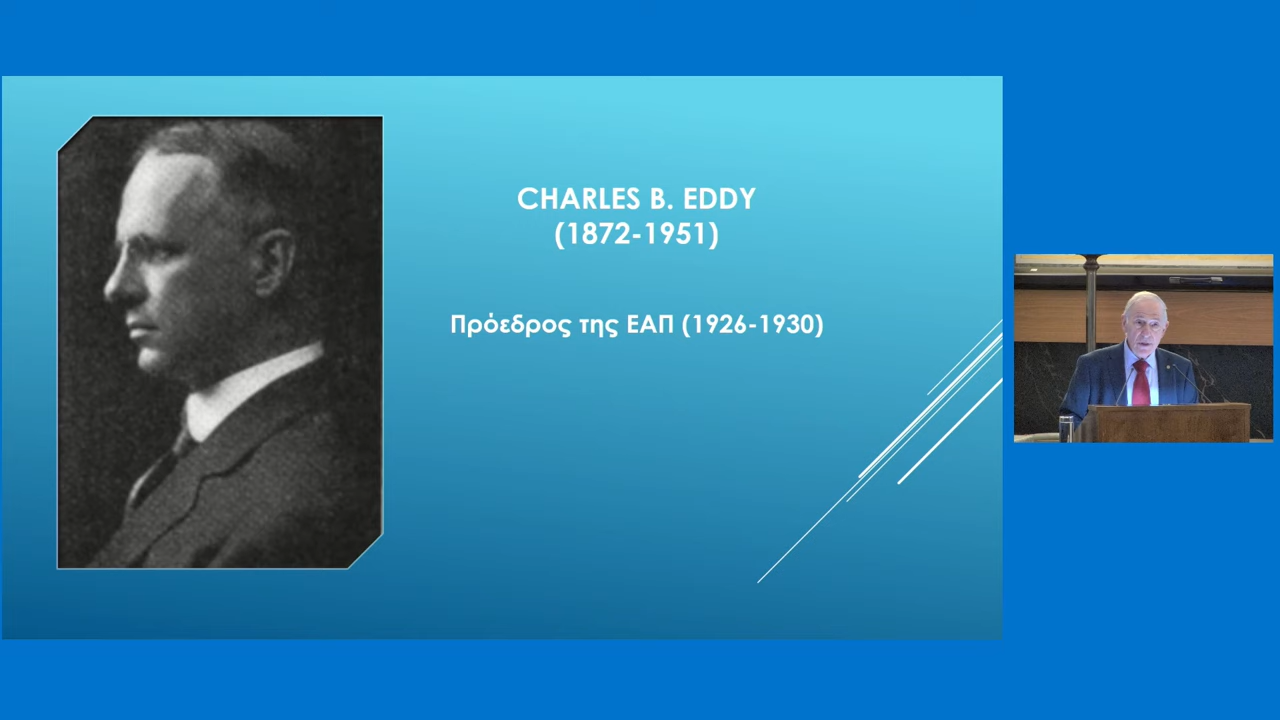 CHARLES B. EDDY
(1872-1951)
Πρόεδρος της ΕΑΠ (1926-1930)